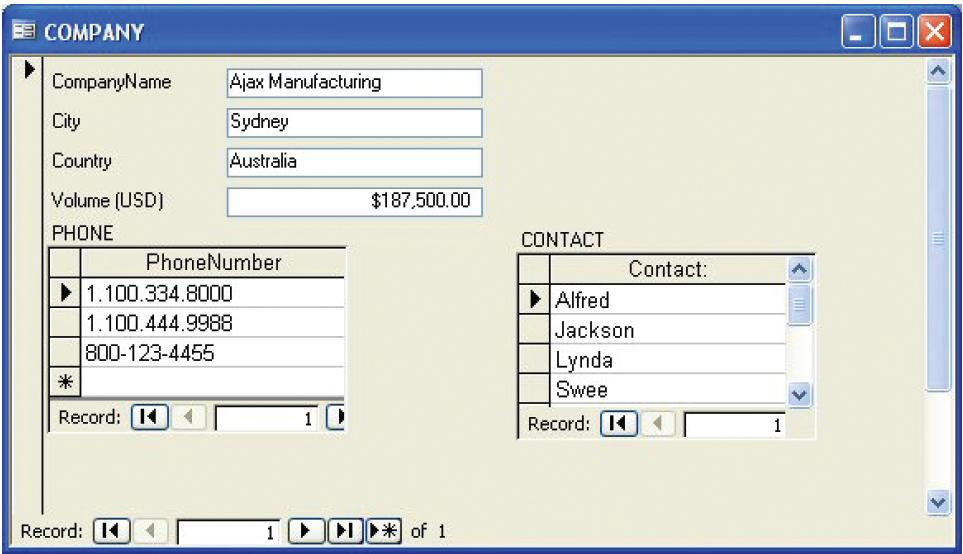 COMPANY
CompanyName Ajax Manufacturing
City Sydney
Country Australia
Volume (USD) $187,500.00
PHONE
PhoneNumber
1.100.334.8000
1.100.444.9988
800-123-4455
Record: 1
CONTACT
Contact:
Alfred
Jackson
Lynda
Swee
Record: 1
Record: 1 of 1